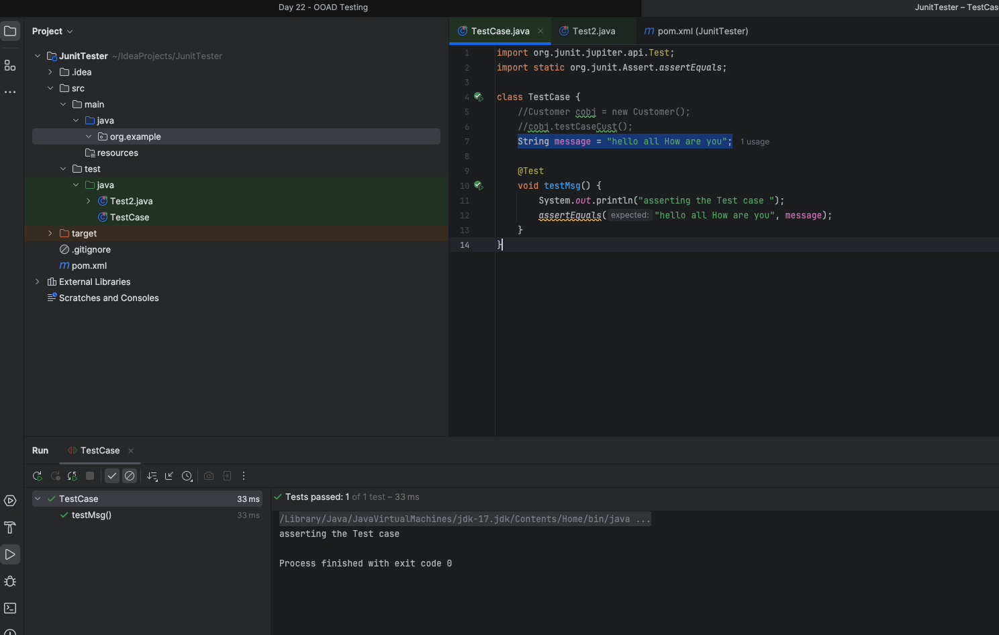 Day 22 - OOAD Testing
JunitTester – TestCas
Project
TestCase.java
Test2.java
m pom.xml (JunitTester)
JunitTester ~/IdeaProjects/JunitTester
.idea
src
main
java
org.example
resources
test
java
Test2.java
TestCase
target
.gitignore
m pom.xml
External Libraries
Scratches and Consoles
1 import org.junit.jupiter.api.Test;
2 import static org.junit.Assert.assertEquals;
3
4 class TestCase {
5 //Customer cobj = new Customer();
6 //cobj.testCaseCust();
7 String message = "hello all How are you"; 1 usage
8
9 @Test
10 void testMsg() {
11 System.out.println("asserting the Test case ");
12 assertEquals( expected: "hello all How are you", message);
13 }
14 }
Run TestCase
TestCase 33 ms
testMsg() 33 ms
Tests passed: 1 of 1 test – 33 ms
/Library/Java/JavaVirtualMachines/jdk-17.jdk/Contents/Home/bin/java ...
asserting the Test case
Process finished with exit code 0